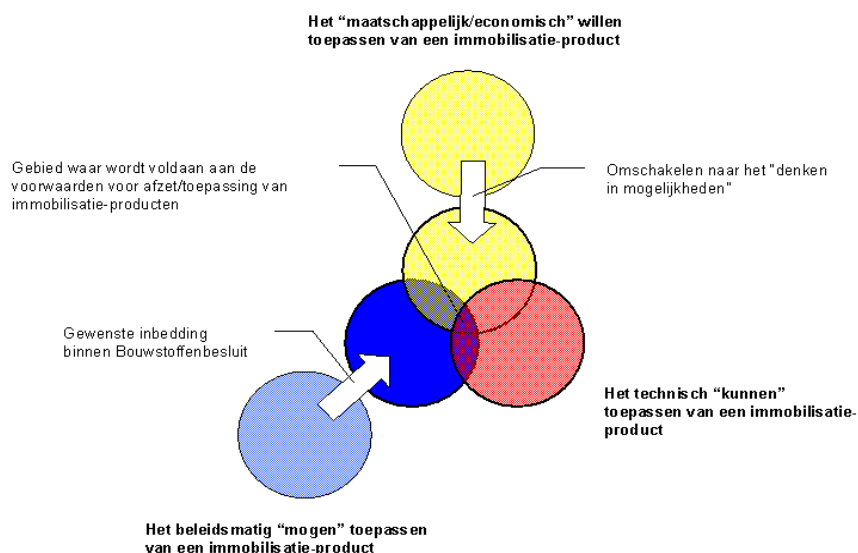 Het “maatschappelijk/economisch” willen
toepassen van een immobilisatie-product
Gebied waar wordt voldaan aan de
voorwaarden voor afzet/toepassing van
immobilisatie-producten
Omschakelen naar het “denken
in mogelijkheden”
Gewenste inbedding
binnen Bouwstoffenbesluit
Het technisch “kunnen”
toepassen van een immobilisatie-
product
Het beleidsmatig “mogen” toepassen
van een immobilisatie-product